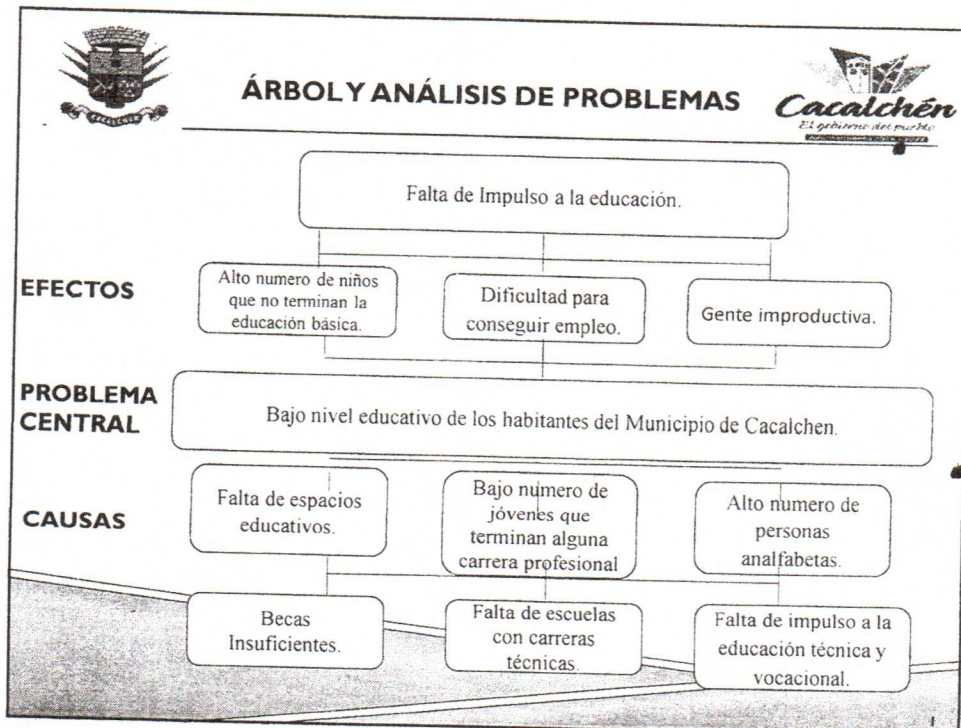 ÁRBOL Y ANÁLISIS DE PROBLEMAS
Cacalchén
El gobierno del pueblo
Falta de Impulso a la educación.
EFECTOS
Alto numero de niños
que no terminan la
educación básica.
Dificultad para
conseguir empleo.
Gente improductiva.
PROBLEMA
CENTRAL
Bajo nivel educativo de los habitantes del Municipio de Cacalchen.
CAUSAS
Falta de espacios
educativos.
Bajo numero de
jóvenes que
terminan alguna
carrera profesional
Alto numero de
personas
analfabetas.
Becas
Insuficientes.
Falta de escuelas
con carreras
técnicas.
Falta de impulso a la
educación técnica y
vocacional.